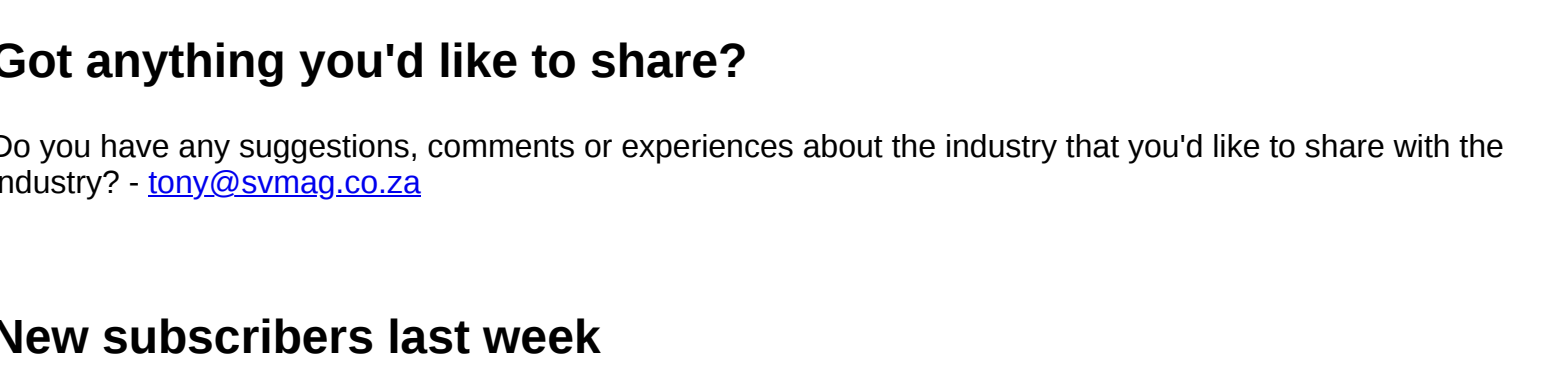 Got anything you'd like to share?
Do you have any suggestions, comments or experiences about the industry that you'd like to share with the
industry? - tony@svmag.co.za
New subscribers last week